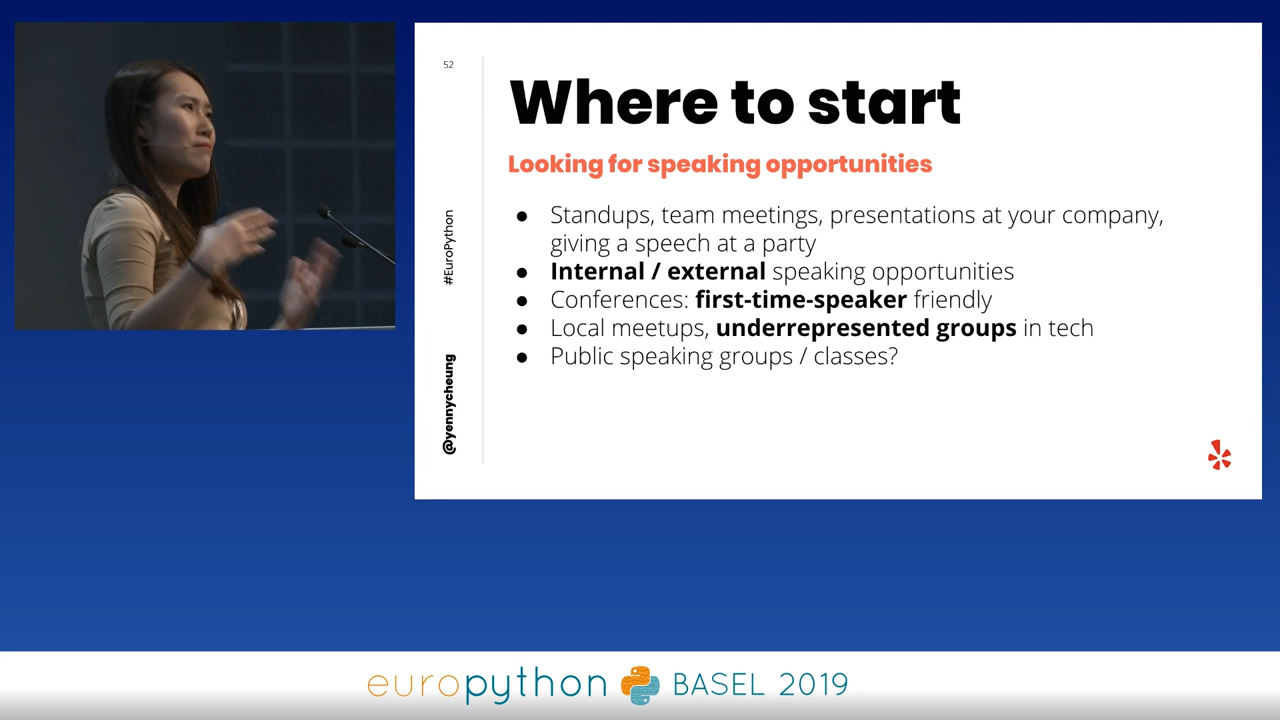 52
Where to start
Looking for speaking opportunities
● Standups, team meetings, presentations at your company,
giving a speech at a party
● Internal / external speaking opportunities
● Conferences: first-time-speaker friendly
● Local meetups, underrepresented groups in tech
● Public speaking groups / classes?
#EuroPython
@yennycheung
europython BASEL 2019